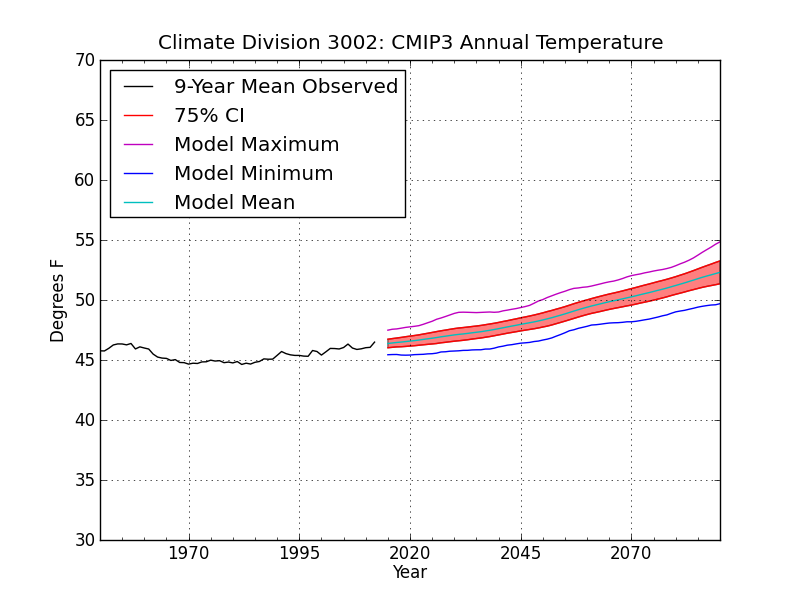 Climate Division 3002: CMIP3 Annual Temperature
70
65
60
55
50
45
40
35
30
Degrees F
9-Year Mean Observed
75% CI
Model Maximum
Model Minimum
Model Mean
1970 1995 2020 2045 2070
Year